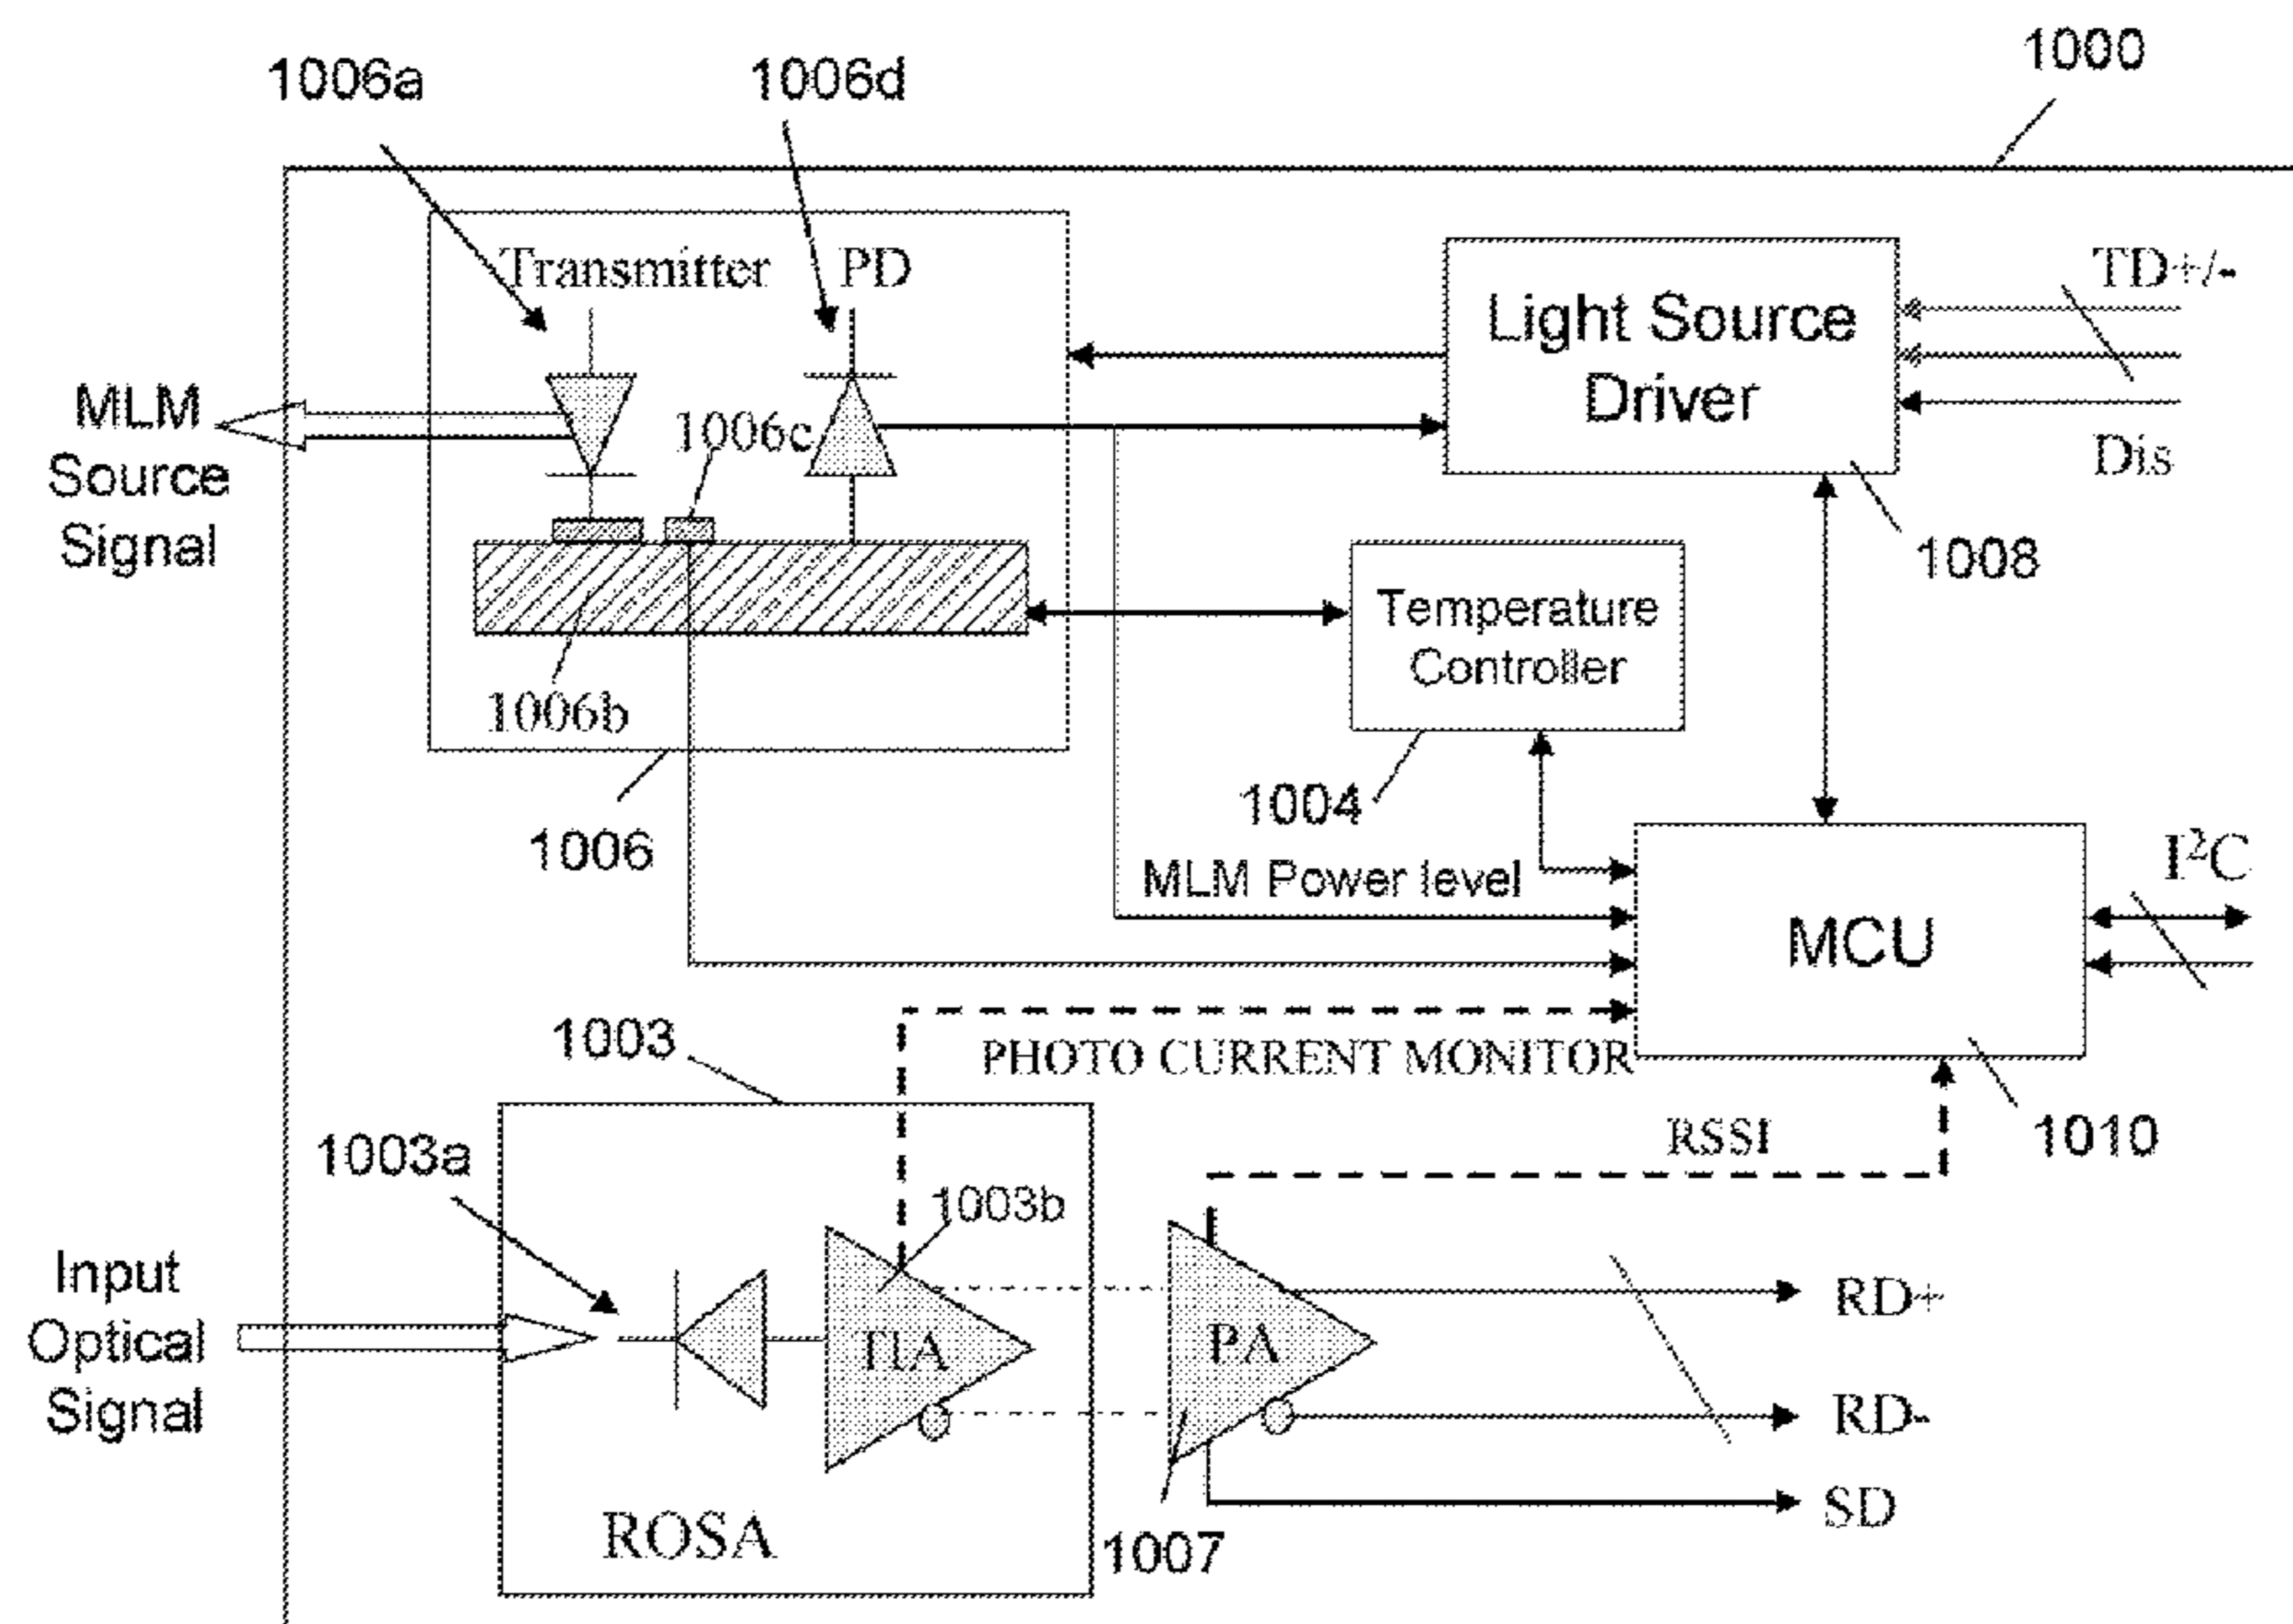 1000
1006a
1006d
Transmitter
PD
TD+/-
Light Source
Driver
MLM
Source
Signal
1006c
Dis
1008
Temperature
Controller
1006b
1004
1006
MLM Power level
I²C
MCU
1003
PHOTO CURRENT MONITOR
RSSI
1010
1003a
1003b
Input
Optical
Signal
TIA
PA
RD+
RD-
SD
ROSA
1007